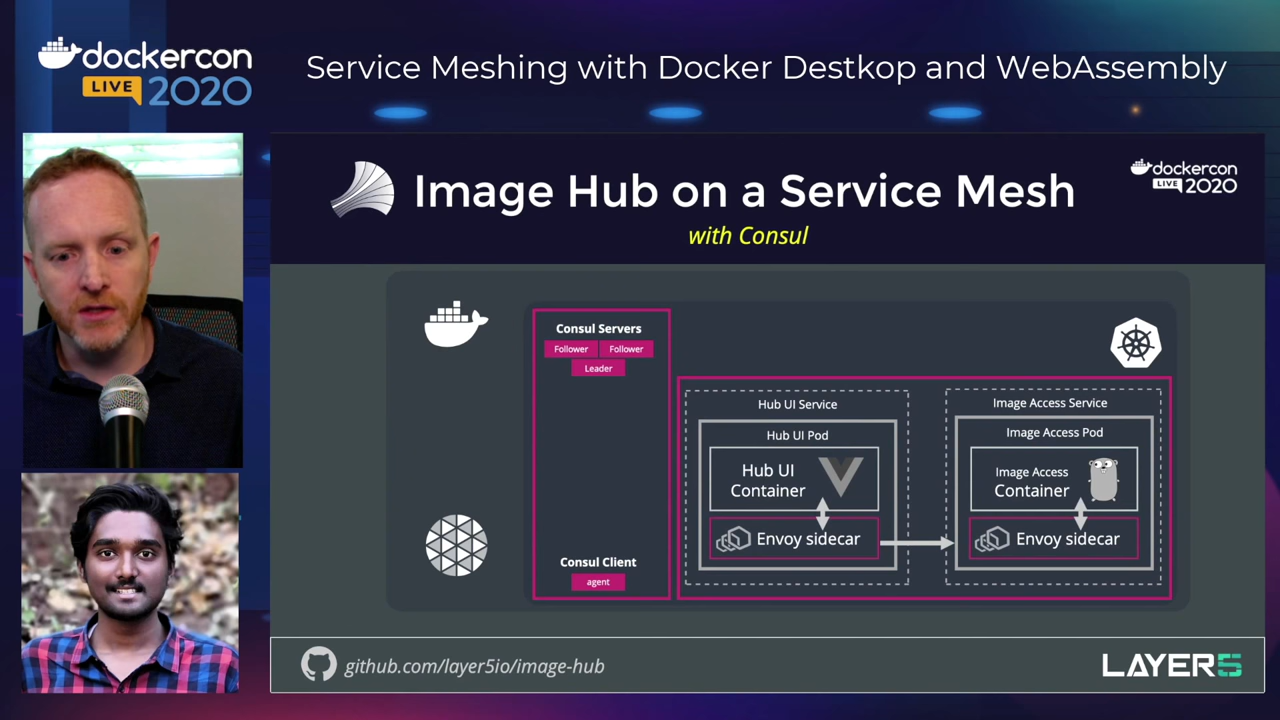 dockercon
LIVE 2020
Service Meshing with Docker Destkop and WebAssembly
Image Hub on a Service Mesh
with Consul
dockercon
LIVE 2020
Consul Servers
Follower Follower
Leader
Consul Client
agent
Hub UI Service
Hub UI Pod
Hub UI
Container
Envoy sidecar
Image Access Service
Image Access Pod
Image Access
Container
Envoy sidecar
github.com/layer5io/image-hub
LAYER5